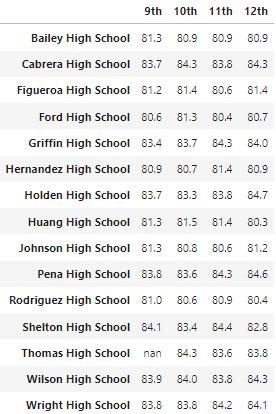 9th 10th 11th 12th
Bailey High School 81.3 80.9 80.9 80.9
Cabrera High School 83.7 84.3 83.8 84.3
Figueroa High School 81.2 81.4 80.6 81.4
Ford High School 80.6 81.3 80.4 80.7
Griffin High School 83.4 83.7 84.3 84.0
Hernandez High School 80.9 80.7 81.4 80.9
Holden High School 83.7 83.3 83.8 84.7
Huang High School 81.3 81.5 81.4 80.3
Johnson High School 81.3 80.8 80.6 81.2
Pena High School 83.8 83.6 84.3 84.6
Rodriguez High School 81.0 80.6 80.9 80.4
Shelton High School 84.1 83.4 84.4 82.8
Thomas High School nan 84.3 83.6 83.8
Wilson High School 83.9 84.0 83.8 84.3
Wright High School 83.8 83.8 84.2 84.1